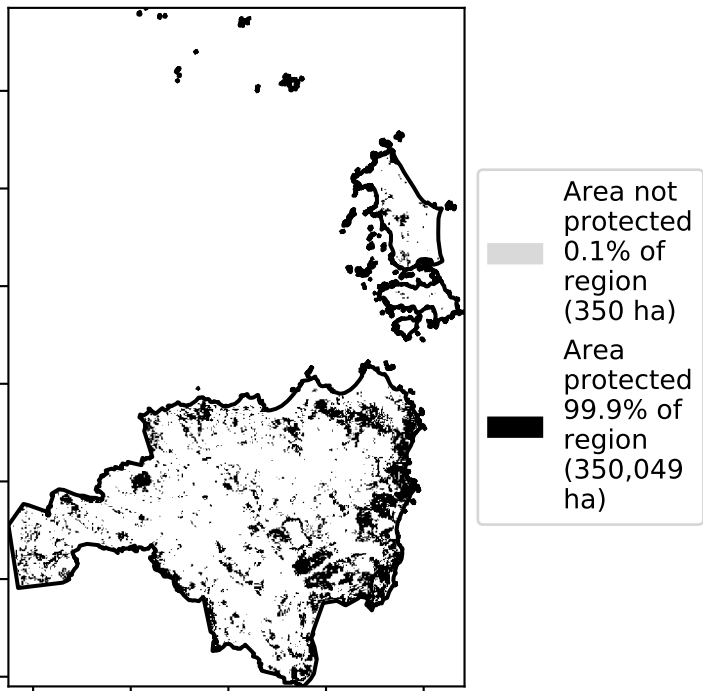 Area not
protected
0.1% of
region
(350 ha)
Area
protected
99.9% of
region
(350,049
ha)